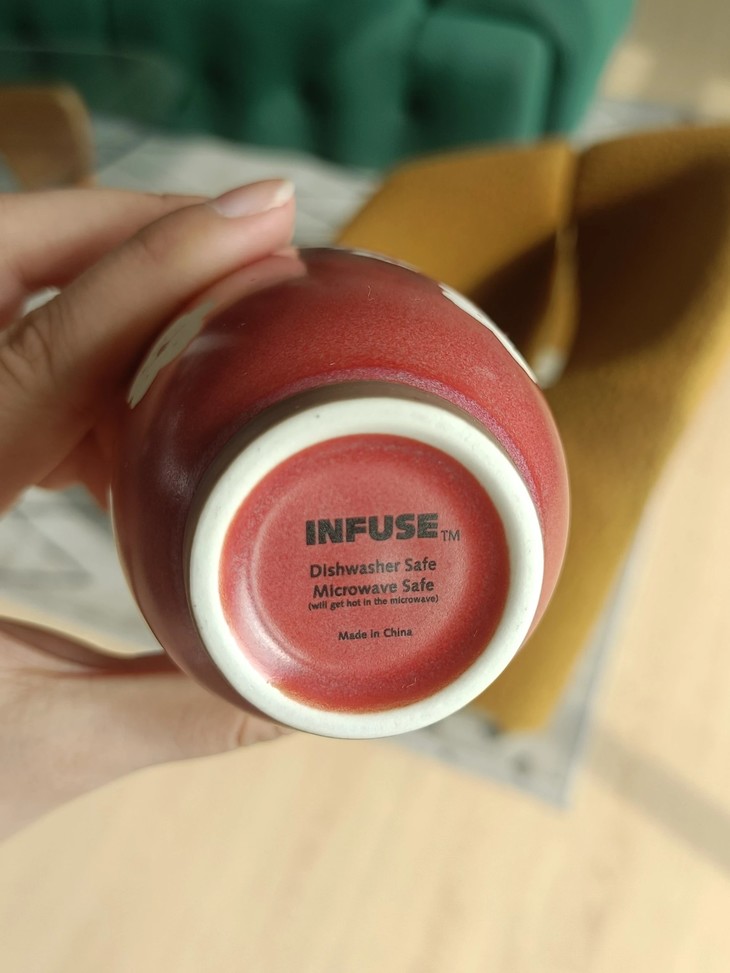 INFUSE™
Dishwasher Safe
Microwave Safe
(will get hot in the microwave)
Made in China